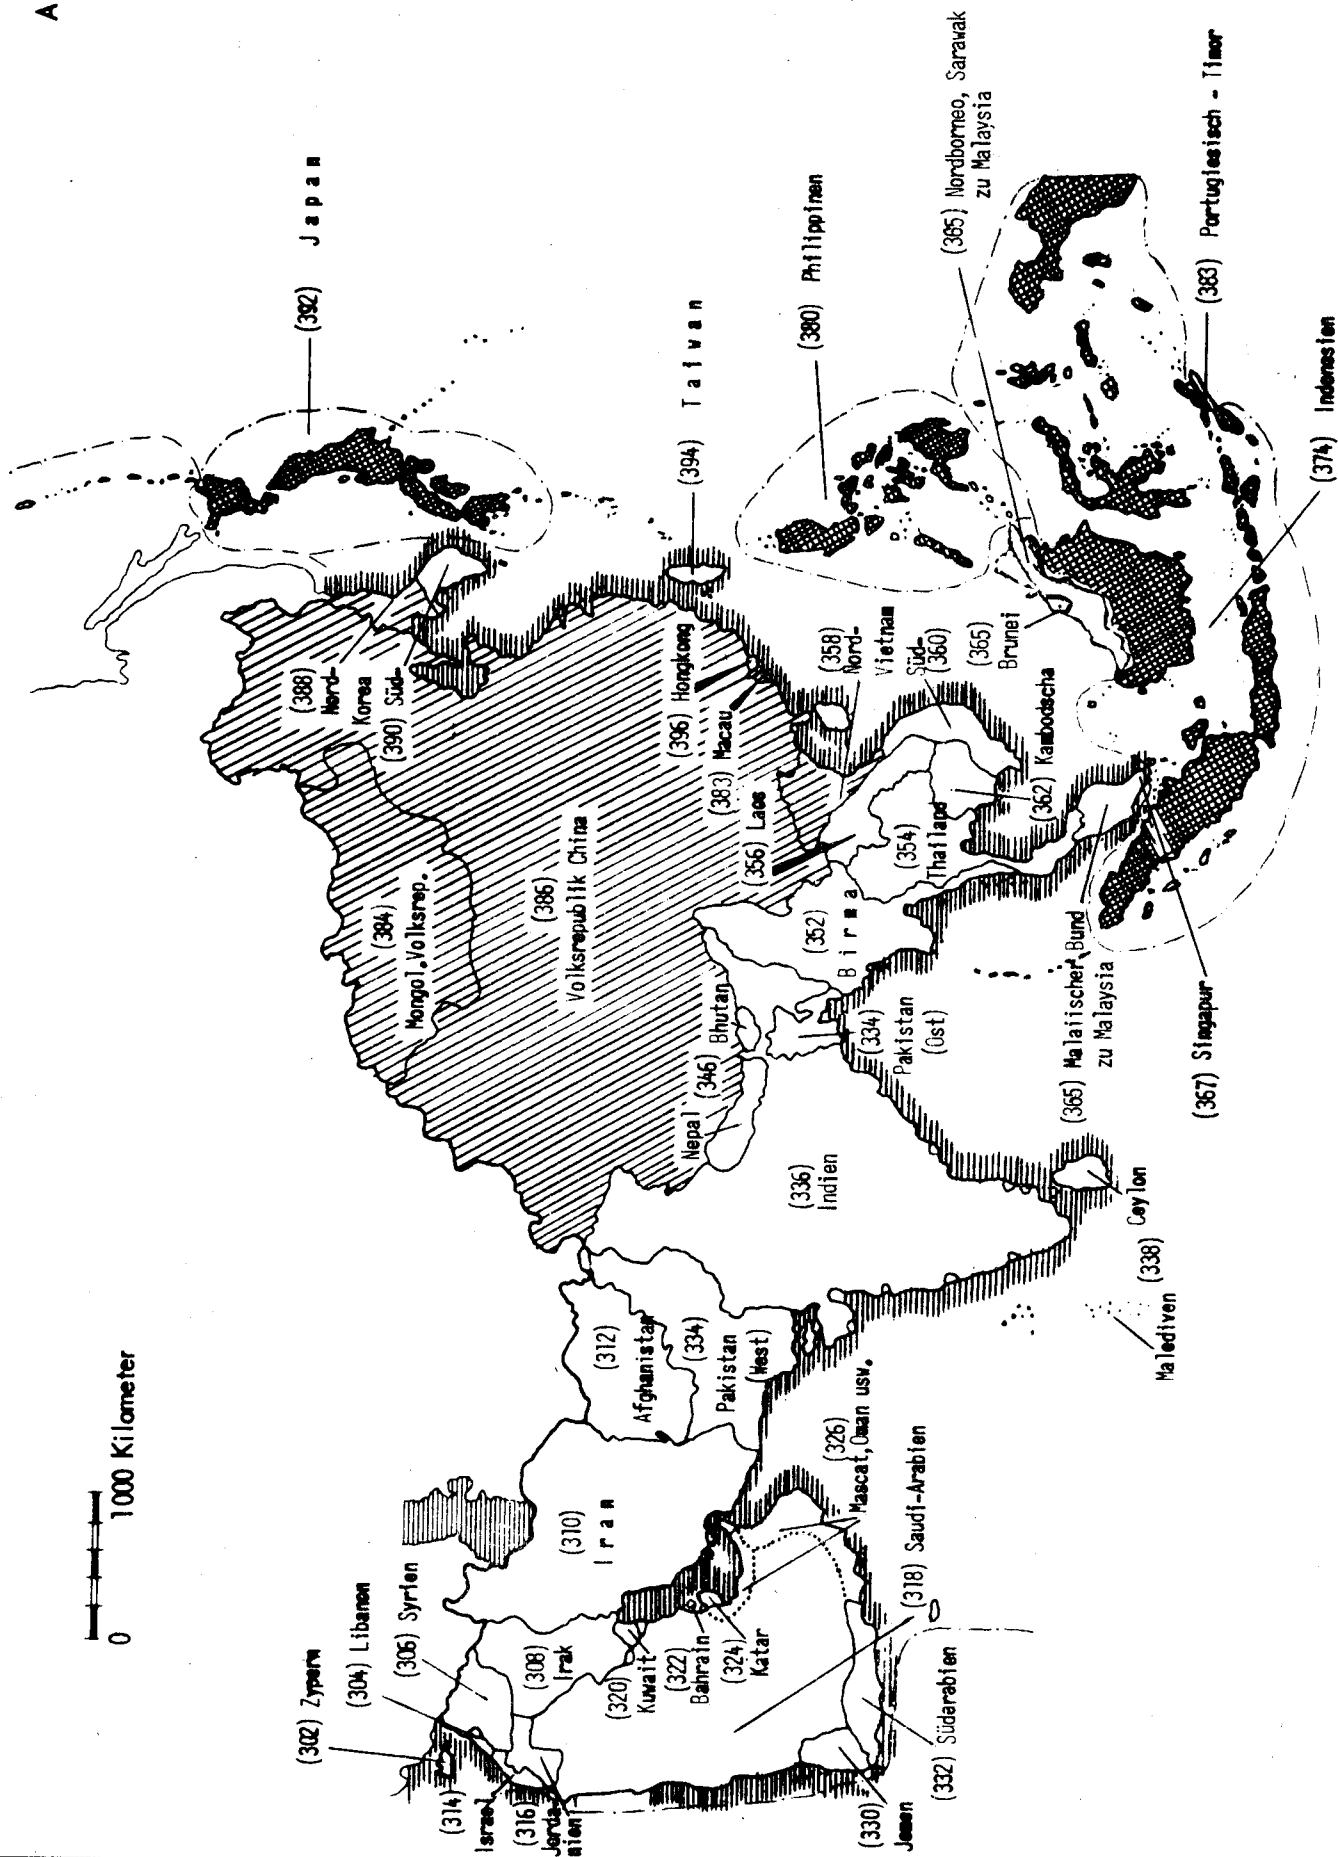 A
0 1000 Kilometer
(302) Zypern
(304) Libanon
(306) Syrien
(314)
Israel
(316)
Jorda-
nien
(308)
Irak
(310)
Iran
(312)
Afghanistan
(334)
Pakistan
(West)
(320)
Kuwait
(322)
Bahrain
(324)
Katar
(326)
Mascat, Oman usw.
(318) Saudi-Arabien
(330)
Jemen
(332) Südarabien
(384)
Mongol. Volksrep.
(386)
Volksrepublik China
(388)
Nord-
Korea
(390) Süd-
(392) Japan
(394) Taiwan
(396) Hongkong
(383) Macau
(356) Laos
(358)
Nord-
Vietnam
Süd-
(360)
(354)
Thailand
(352)
Birma
(362) Kambodscha
(365)
Brunei
(346) Bhutan
Nepal
(336)
Indien
(334)
Pakistan
(Ost)
(338) Ceylon
Malediven
(365) Malaiischer Bund
zu Malaysia
(367) Singapur
(380) Philippinen
(365) Nordborneo, Sarawak
zu Malaysia
(383) Portugiesisch - Timor
(374) Indonesien